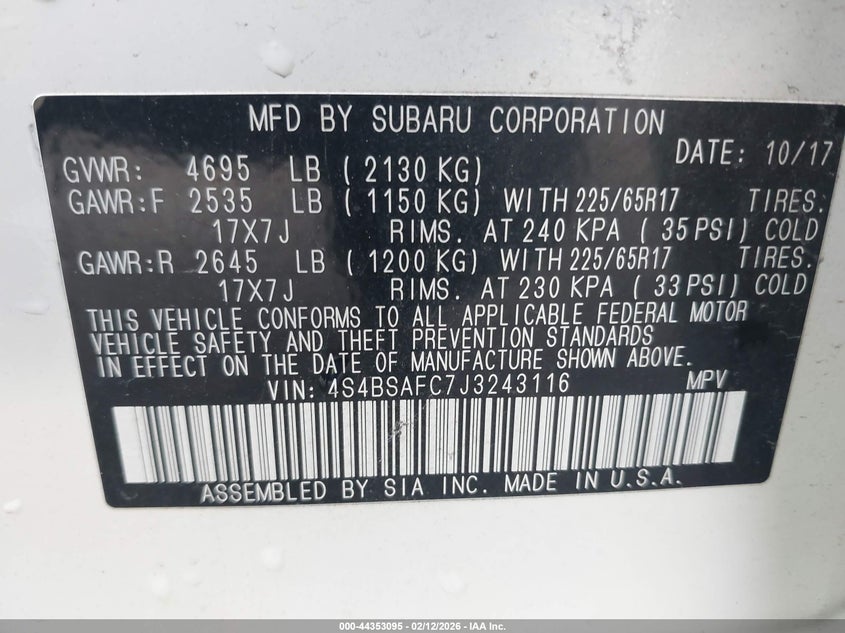 MFD BY SUBARU CORPORATION
DATE: 10/17
GVWR: 4695 LB ( 2130 KG)
GAWR:F 2535 LB ( 1150 KG) WITH 225/65R17 TIRES.
17X7J RIMS. AT 240 KPA ( 35 PSI) COLD
GAWR:R 2645 LB ( 1200 KG) WITH 225/65R17 TIRES.
17X7J RIMS. AT 230 KPA ( 33 PSI) COLD
THIS VEHICLE CONFORMS TO ALL APPLICABLE FEDERAL MOTOR
VEHICLE SAFETY AND THEFT PREVENTION STANDARDS
IN EFFECT ON THE DATE OF MANUFACTURE SHOWN ABOVE.
VIN: 4S4BSAFC7J3243116 MPV
ASSEMBLED BY SIA INC. MADE IN U.S.A.
000-44353095 - 02/12/2026 - IAA Inc.